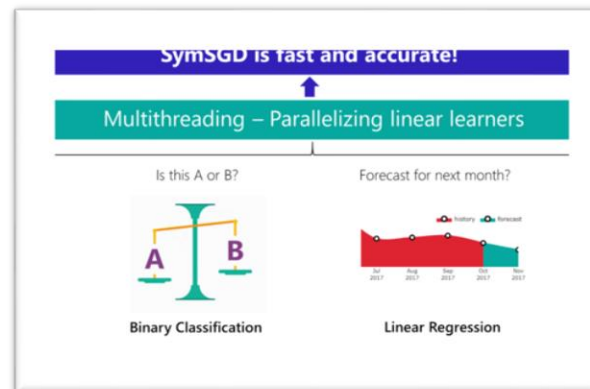 SymSGD is fast and accurate!
Multithreading – Parallelizing linear learners
Is this A or B?
Forecast for next month?
A
B
history
forecast
Jul
2017
Aug
2017
Sep
2017
Oct
2017
Nov
2017
Binary Classification
Linear Regression